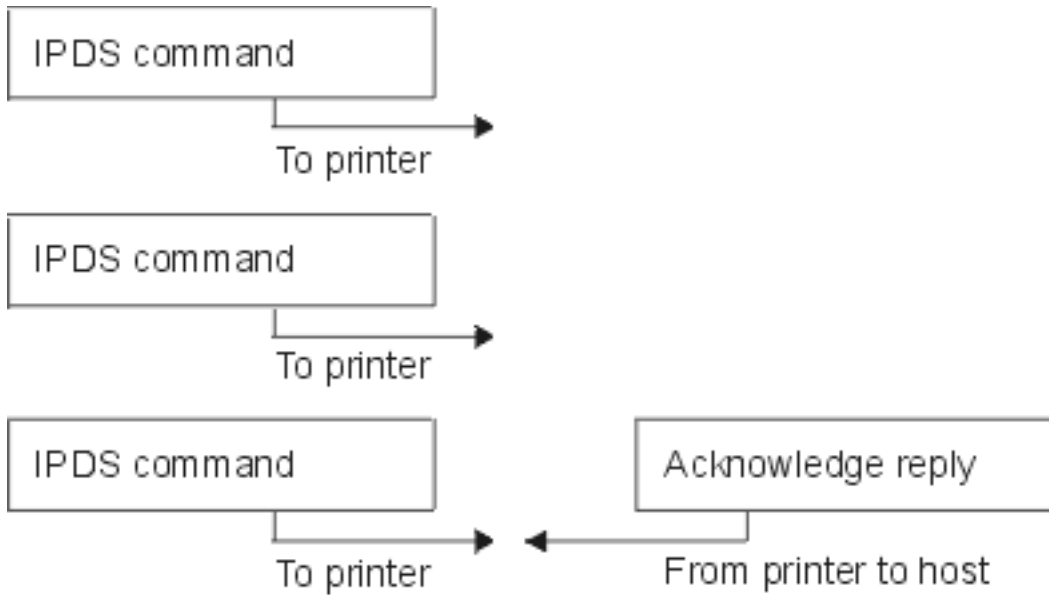 IPDS command
To printer
IPDS command
To printer
IPDS command
Acknowledge reply
To printer
From printer to host